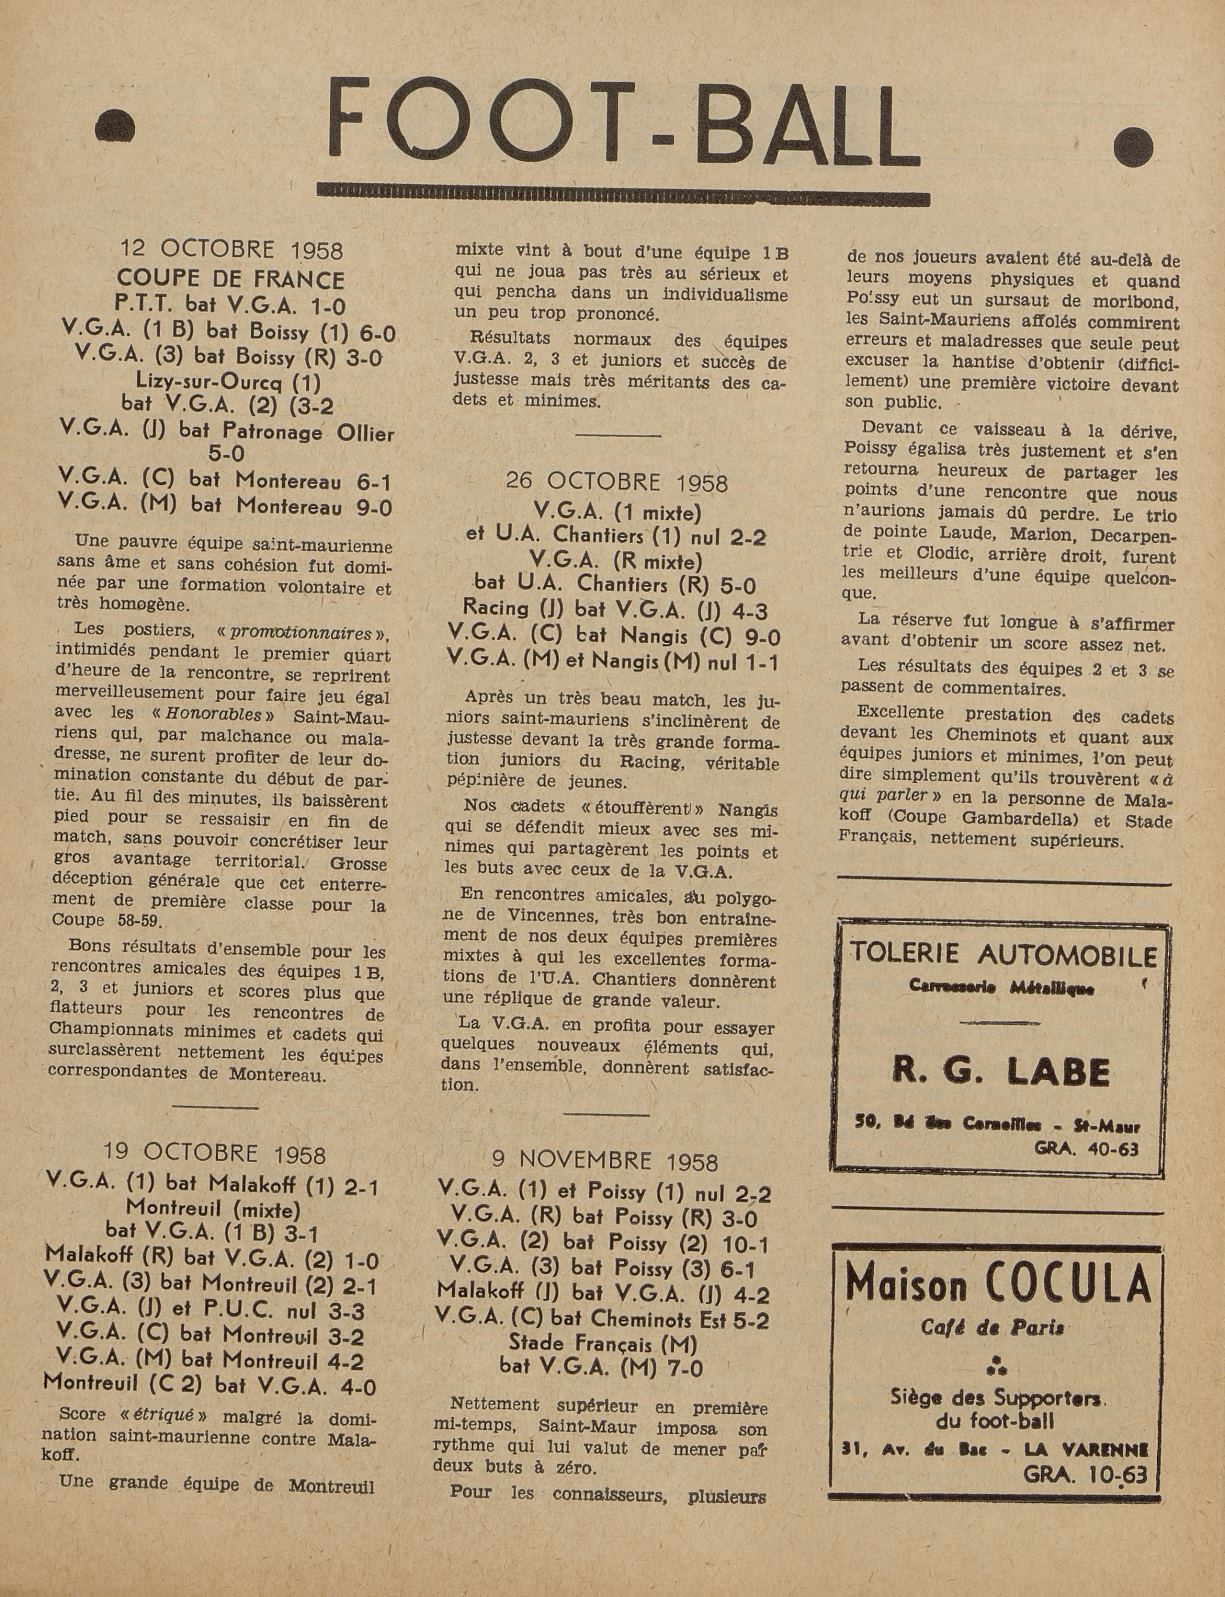 FOOT-BALL
12 OCTOBRE 1958
COUPE DE FRANCE
P.T.T. bat V.G.A. 1-0
V.G.A. (1 B) bat Boissy (1) 6-0
V.G.A. (3) bat Boissy (R) 3-0
Lizy-sur-Ourcq (1)
bat V.G.A. (2) (3-2
V.G.A. (J) bat Patronage Ollier
5-0
V.G.A. (C) bat Montereau 6-1
V.G.A. (M) bat Montereau 9-0
Une pauvre équipe saint-maurienne
sans âme et sans cohésion fut domi-
née par une formation volontaire et
très homogène.
Les postiers, « promotionnaires »,
intimidés pendant le premier quart
d'heure de la rencontre, se reprirent
merveilleusement pour faire jeu égal
avec les « Honorables » Saint-Mau-
riens qui, par malchance ou mala-
dresse, ne surent profiter de leur do-
mination constante du début de par-
tie. Au fil des minutes, ils baissèrent
pied pour se ressaisir en fin de
match, sans pouvoir concrétiser leur
gros avantage territorial. Grosse
déception générale que cet enterre-
ment de première classe pour la
Coupe 58-59.
Bons résultats d'ensemble pour les
rencontres amicales des équipes 1 B,
2, 3 et juniors et scores plus que
flatteurs pour les rencontres de
Championnats minimes et cadets qui
surclassèrent nettement les équipes
correspondantes de Montereau.
19 OCTOBRE 1958
V.G.A. (1) bat Malakoff (1) 2-1
Montreuil (mixte)
bat V.G.A. (1 B) 3-1
Malakoff (R) bat V.G.A. (2) 1-0
V.G.A. (3) bat Montreuil (2) 2-1
V.G.A. (J) et P.U.C. nul 3-3
V.G.A. (C) bat Montreuil 3-2
V.G.A. (M) bat Montreuil 4-2
Montreuil (C 2) bat V.G.A. 4-0
Score « étriqué » malgré la domi-
nation saint-maurienne contre Mala-
koff.
Une grande équipe de Montreuil
mixte vint à bout d'une équipe 1 B
qui ne joua pas très au sérieux et
qui pencha dans un individualisme
un peu trop prononcé.
Résultats normaux des équipes
V.G.A. 2, 3 et juniors et succès de
justesse mais très méritants des ca-
dets et minimes.
26 OCTOBRE 1958
V.G.A. (1 mixte)
et U.A. Chantiers (1) nul 2-2
V.G.A. (R mixte)
bat U.A. Chantiers (R) 5-0
Racing (J) bat V.G.A. (J) 4-3
V.G.A. (C) bat Nangis (C) 9-0
V.G.A. (M) et Nangis (M) nul 1-1
Après un très beau match, les ju-
niors saint-mauriens s'inclinèrent de
justesse devant la très grande forma-
tion juniors du Racing, véritable
pépinière de jeunes.
Nos cadets « étouffèrent » Nangis
qui se défendit mieux avec ses mi-
nimes qui partagèrent les points et
les buts avec ceux de la V.G.A.
En rencontres amicales, au polygo-
ne de Vincennes, très bon entraîne-
ment de nos deux équipes premières
mixtes à qui les excellentes forma-
tions de l'U.A. Chantiers donnèrent
une réplique de grande valeur.
La V.G.A. en profita pour essayer
quelques nouveaux éléments qui,
dans l'ensemble, donnèrent satisfac-
tion.
9 NOVEMBRE 1958
V.G.A. (1) et Poissy (1) nul 2-2
V.G.A. (R) bat Poissy (R) 3-0
V.G.A. (2) bat Poissy (2) 10-1
V.G.A. (3) bat Poissy (3) 6-1
Malakoff (J) bat V.G.A. (J) 4-2
V.G.A. (C) bat Cheminots Est 5-2
Stade Français (M)
bat V.G.A. (M) 7-0
Nettement supérieur en première
mi-temps, Saint-Maur imposa son
rythme qui lui valut de mener par
deux buts à zéro.
Pour les connaisseurs, plusieurs
de nos joueurs avaient été au-delà de
leurs moyens physiques et quand
Poissy eut un sursaut de moribond,
les Saint-Mauriens affolés commirent
erreurs et maladresses que seule peut
excuser la hantise d'obtenir (diffici-
lement) une première victoire devant
son public.
Devant ce vaisseau à la dérive,
Poissy égalisa très justement et s'en
retourna heureux de partager les
points d'une rencontre que nous
n'aurions jamais dû perdre. Le trio
de pointe Laude, Marion, Decarpen-
trie et Clodic, arrière droit, furent
les meilleurs d'une équipe quelcon-
que.
La réserve fut longue à s'affirmer
avant d'obtenir un score assez net.
Les résultats des équipes 2 et 3 se
passent de commentaires.
Excellente prestation des cadets
devant les Cheminots et quant aux
équipes juniors et minimes, l'on peut
dire simplement qu'ils trouvèrent « à
qui parler » en la personne de Mala-
koff (Coupe Gambardella) et Stade
Français, nettement supérieurs.
TOLERIE AUTOMOBILE
Carrosserie Métallique
R. G. LABE
50, Bd des Corneilles - St-Maur
GRA. 40-63
Maison COCULA
Café de Paris
Siège des Supporters
du foot-ball
31, Av. du Bac - LA VARENNE
GRA. 10-63